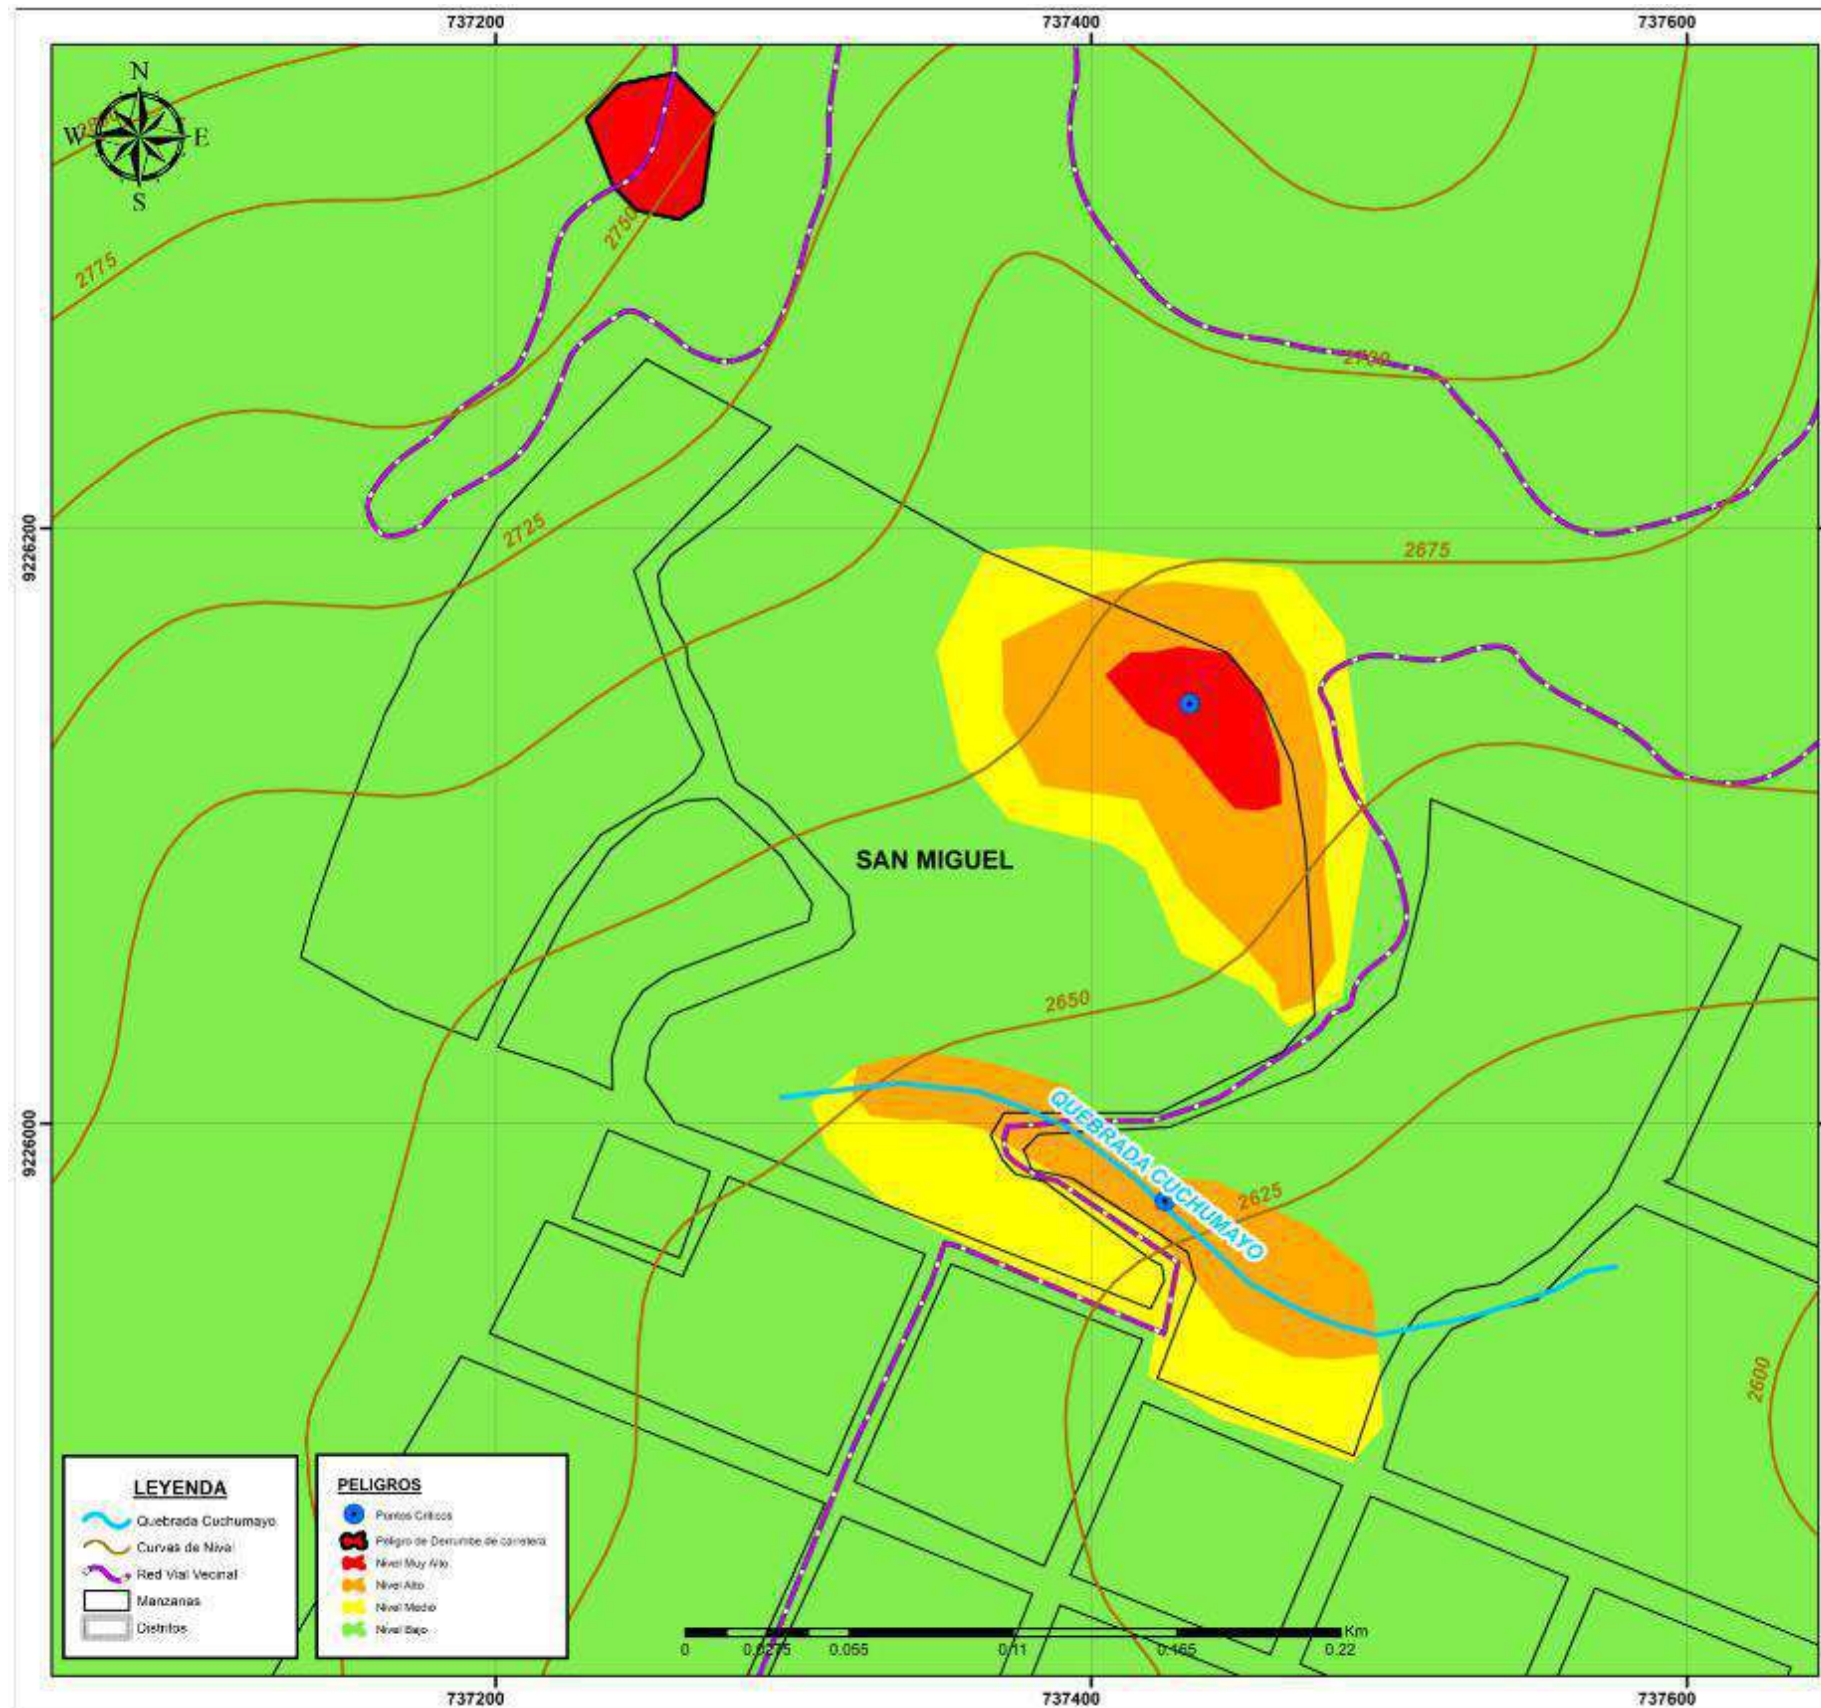 737200
737400
737600
N
W
E
S
2800
2775
2750
2700
9226200
2725
2675
SAN MIGUEL
2650
9226000
QUEBRADA CUCHUMAYO
2625
2600
LEYENDA
Quebrada Cuchumayo
Curvas de Nivel
Red Vial Vecinal
Manzanas
Distritos
PELIGROS
Puntos Criticos
Peligro de Derrumbe de carretera
Nivel Muy Alto
Nivel Alto
Nivel Medio
Nivel Bajo
Km
0
0.0275
0.055
0.11
0.165
0.22
737200
737400
737600